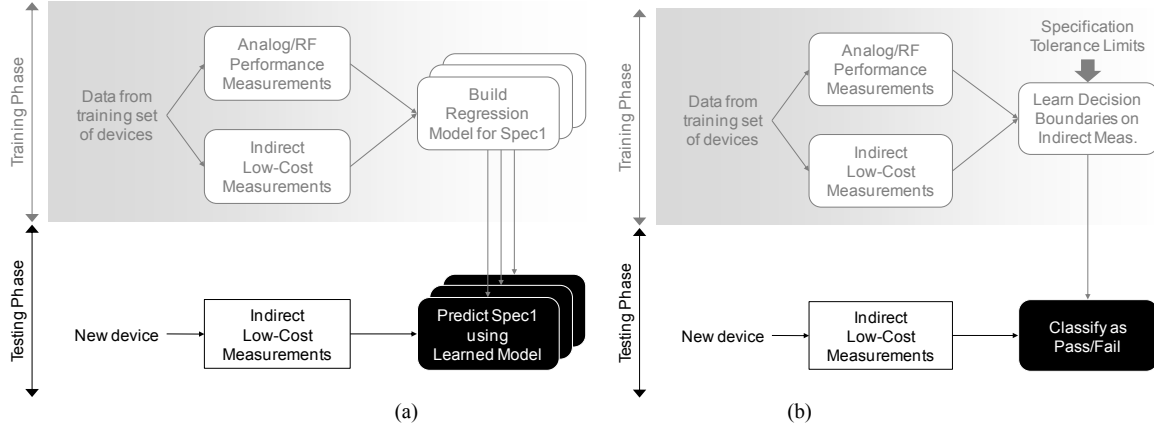 Training Phase
Data from
training set
of devices
Analog/RF
Performance
Measurements
Indirect
Low-Cost
Measurements
Build
Regression
Model for Spec1
Testing Phase
New device
Indirect
Low-Cost
Measurements
Predict Spec1
using
Learned Model
(a)
Training Phase
Data from
training set
of devices
Analog/RF
Performance
Measurements
Indirect
Low-Cost
Measurements
Specification
Tolerance Limits
Learn Decision
Boundaries on
Indirect Meas.
Testing Phase
New device
Indirect
Low-Cost
Measurements
Classify as
Pass/Fail
(b)